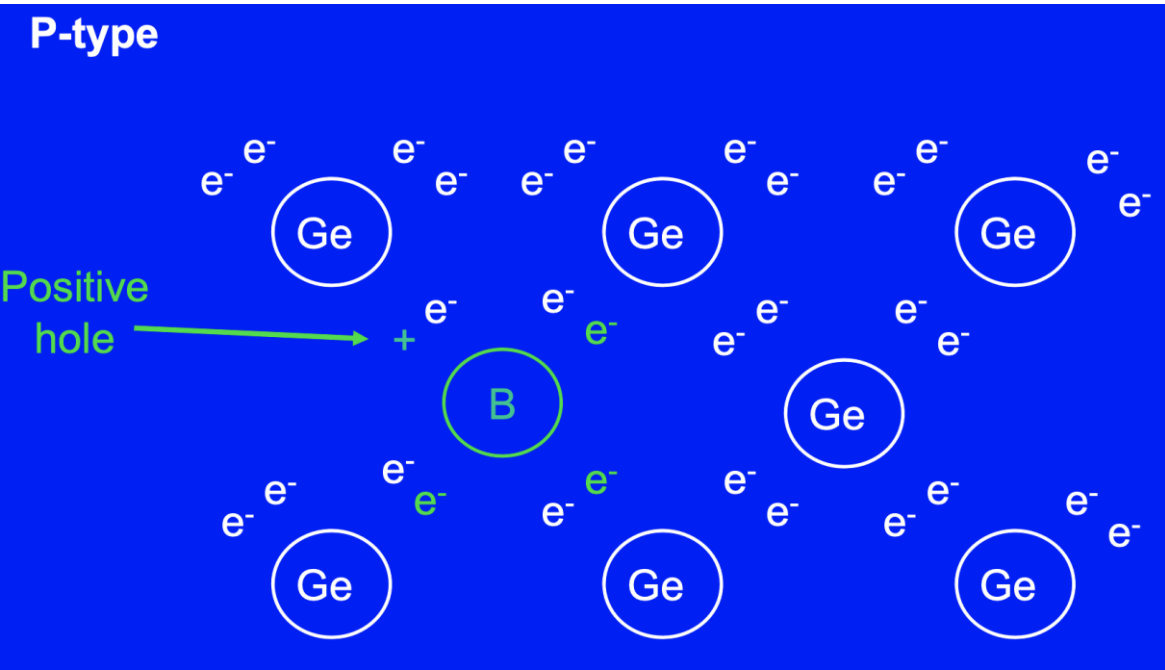 P-type
e- e- e- e- e- e-
e- e- e- e- e- e-
Ge Ge Ge
Positive
hole
e- e- e- e-
+ e- e- e-
B Ge
e- e- e- e- e- e-
e- e- e- e- e- e-
Ge Ge Ge